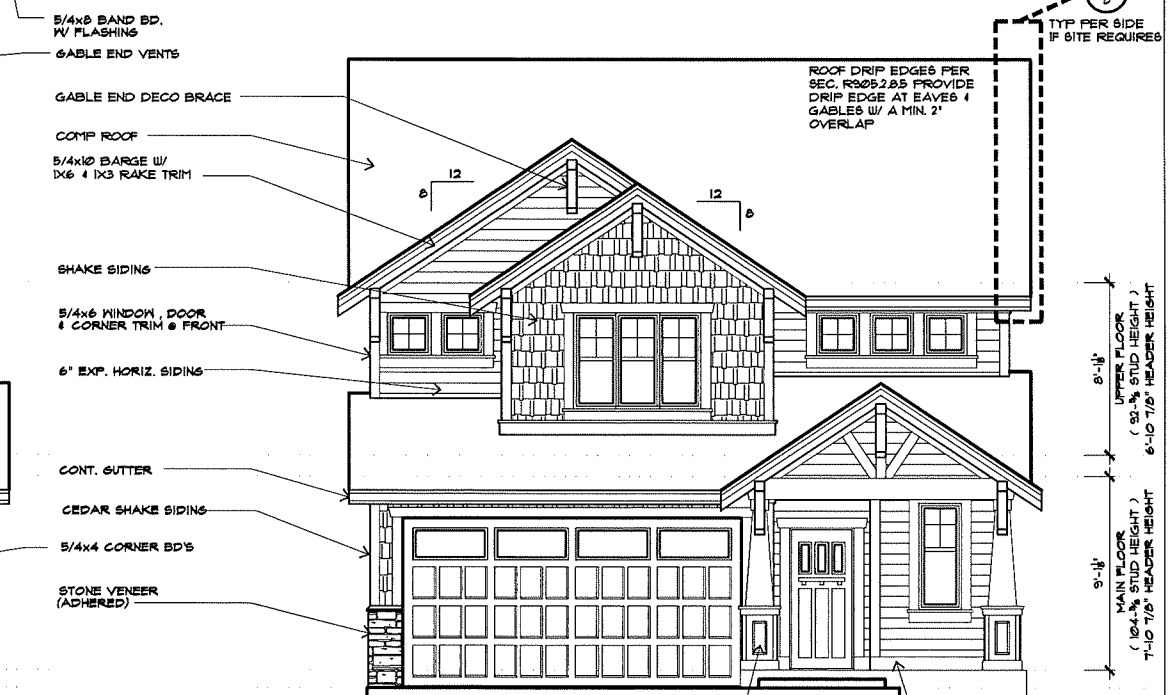 5/4x8 BAND BD.
W/ FLASHING
GABLE END VENTS
GABLE END DECO BRACE
COMP ROOF
5/4x10 BARGE W/
1X6 & 1X3 RAKE TRIM
SHAKE SIDING
5/4x6 WINDOW, DOOR
& CORNER TRIM @ FRONT
6" EXP. HORIZ. SIDING
CONT. GUTTER
CEDAR SHAKE SIDING
5/4x4 CORNER BD'S
STONE VENEER
(ADHERED)
12
8
12
8
ROOF DRIP EDGES PER
SEC. R905.2.8.5 PROVIDE
DRIP EDGE AT EAVES &
GABLES W/ A MIN. 2"
OVERLAP
TYP PER SIDE
IF SITE REQUIRES
8'-1⅛"
UPPER FLOOR
( 92-⅝ STUD HEIGHT )
6'-10 7/8" HEADER HEIGHT
9'-1⅛"
MAIN FLOOR
( 104-⅝ STUD HEIGHT )
7'-10 7/8" HEADER HEIGHT